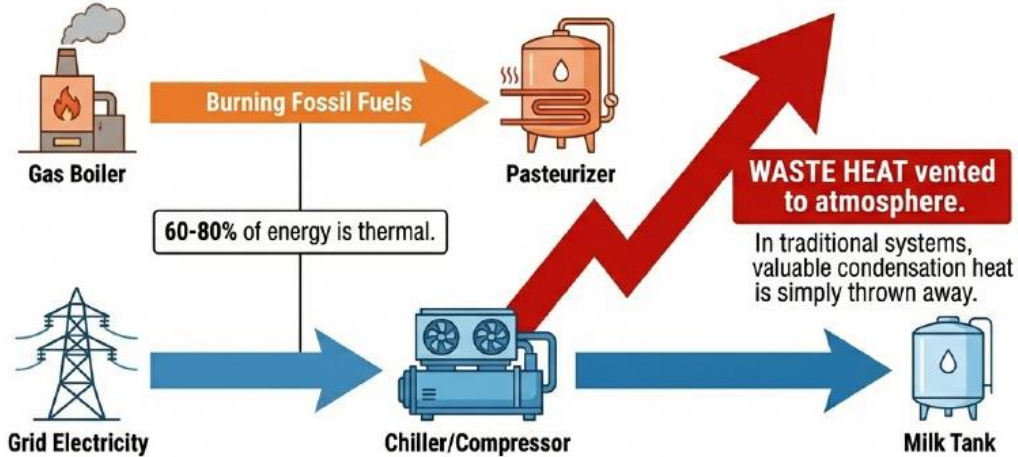 Burning Fossil Fuels
Gas Boiler
Pasteurizer
60-80% of energy is thermal.
WASTE HEAT vented
to atmosphere.
In traditional systems,
valuable condensation heat
is simply thrown away.
Grid Electricity
Chiller/Compressor
Milk Tank